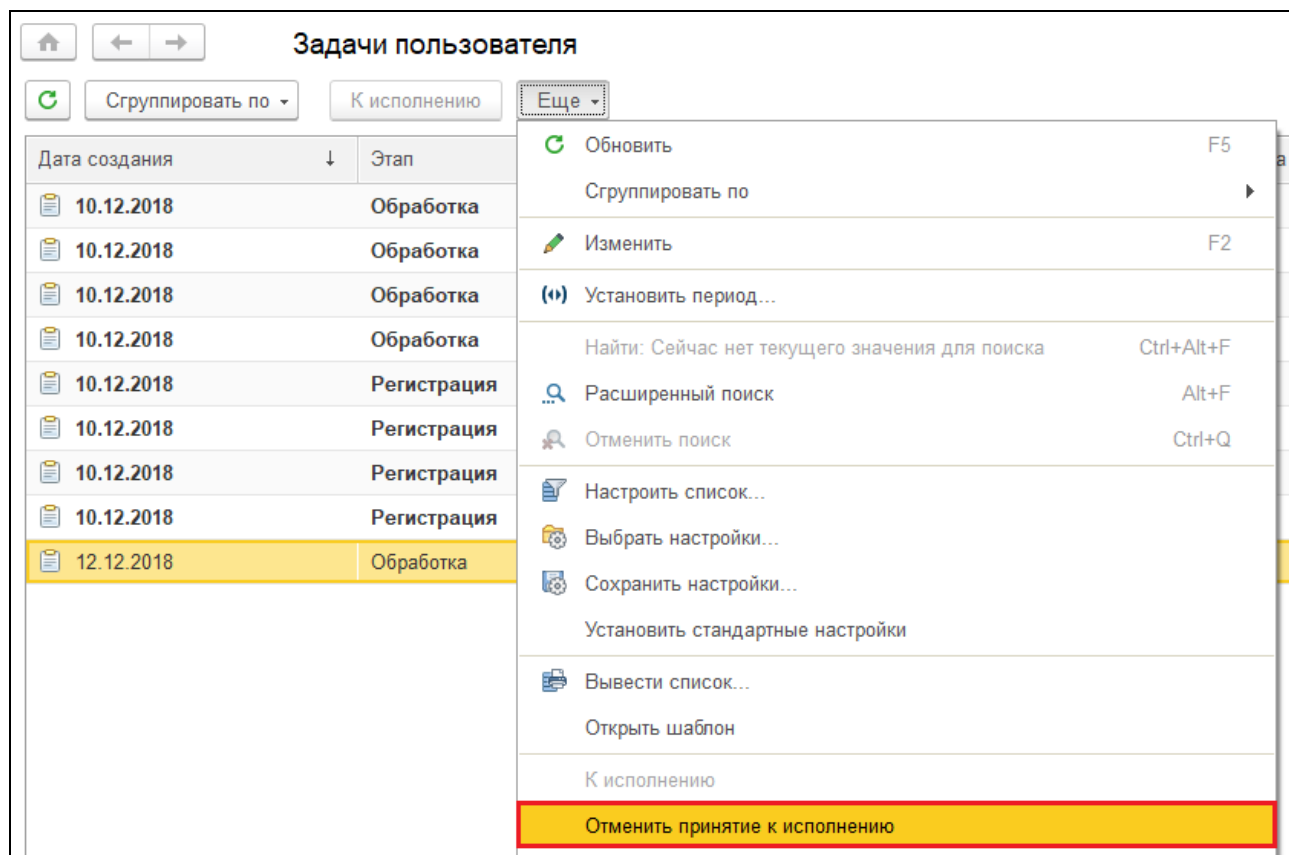 Задачи пользователя
Сгруппировать по К исполнению Еще
Дата создания ↓ Этап
10.12.2018 Обработка
10.12.2018 Обработка
10.12.2018 Обработка
10.12.2018 Обработка
10.12.2018 Регистрация
10.12.2018 Регистрация
10.12.2018 Регистрация
10.12.2018 Регистрация
12.12.2018 Обработка
Обновить F5
Сгруппировать по
Изменить F2
Установить период...
Найти: Сейчас нет текущего значения для поиска Ctrl+Alt+F
Расширенный поиск Alt+F
Отменить поиск Ctrl+Q
Настроить список...
Выбрать настройки...
Сохранить настройки...
Установить стандартные настройки
Вывести список...
Открыть шаблон
К исполнению
Отменить принятие к исполнению